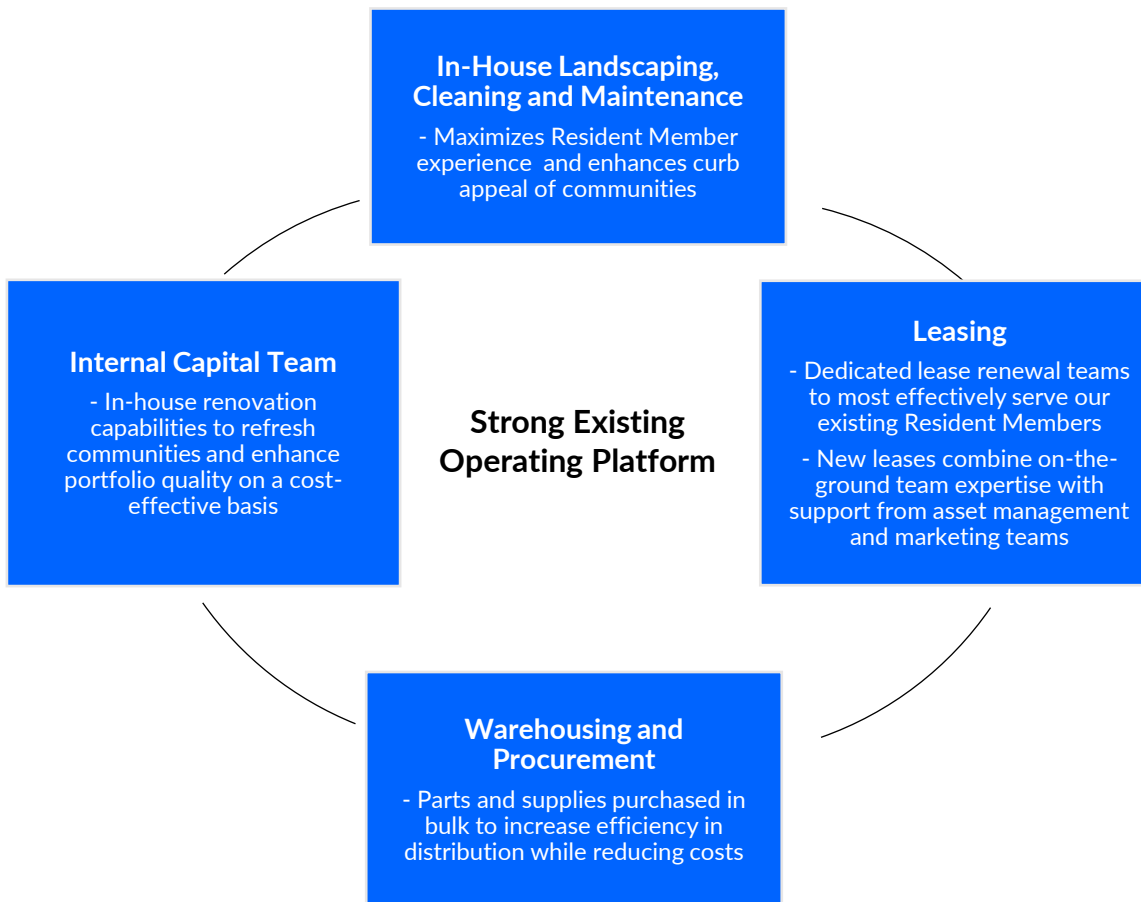 In-House Landscaping,
Cleaning and Maintenance
- Maximizes Resident Member
experience and enhances curb
appeal of communities
Internal Capital Team
- In-house renovation
capabilities to refresh
communities and enhance
portfolio quality on a cost-
effective basis
Strong Existing
Operating Platform
Leasing
- Dedicated lease renewal teams
to most effectively serve our
existing Resident Members
- New leases combine on-the-
ground team expertise with
support from asset management
and marketing teams
Warehousing and
Procurement
- Parts and supplies purchased in
bulk to increase efficiency in
distribution while reducing costs